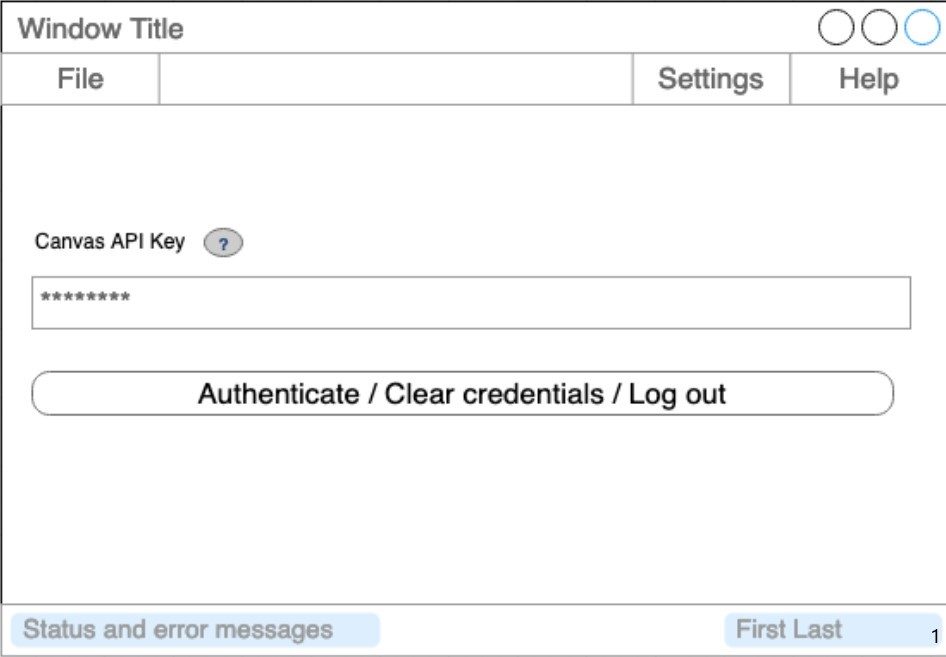 Window Title
File Settings Help
Canvas API Key ?
********
Authenticate / Clear credentials / Log out
Status and error messages First Last 1